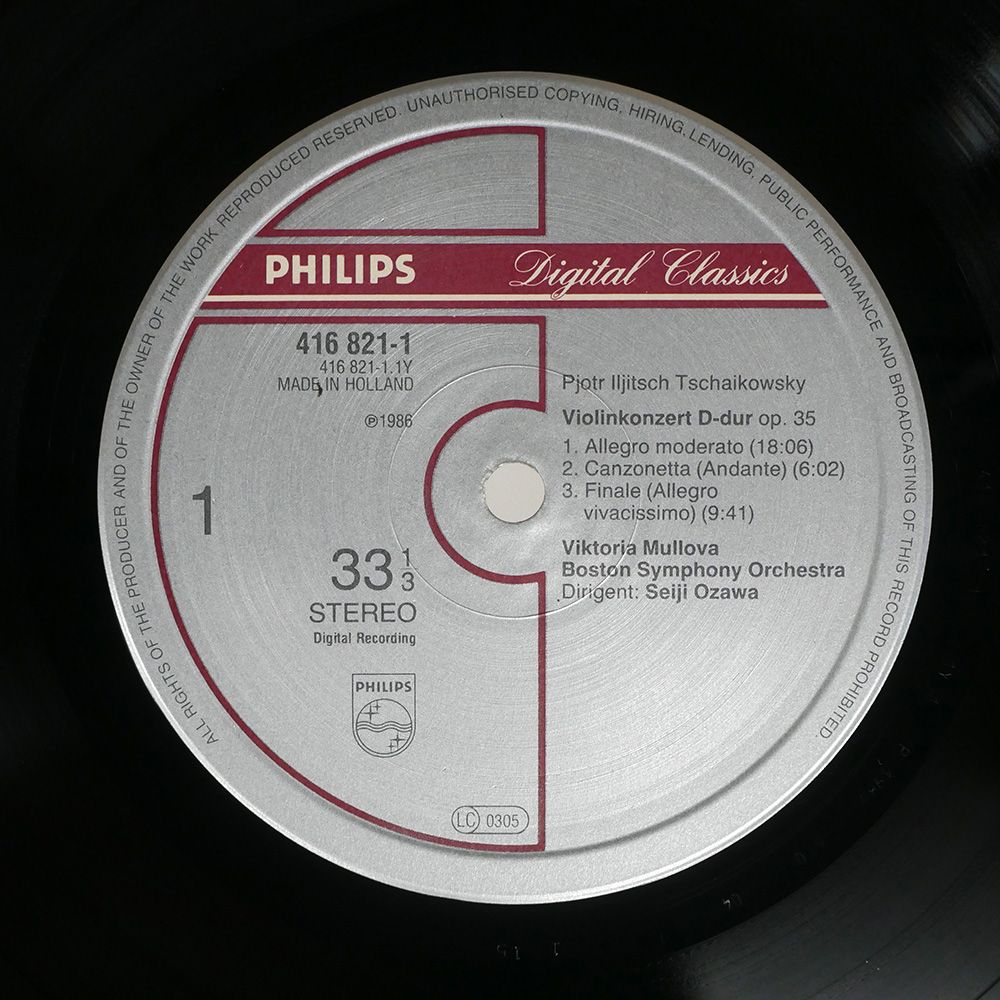 ALL RIGHTS OF THE PRODUCER AND OF THE OWNER OF THE WORK REPRODUCED RESERVED. UNAUTHORISED COPYING, HIRING, LENDING, PUBLIC PERFORMANCE AND BROADCASTING OF THIS RECORD PROHIBITED.
PHILIPS Digital Classics
416 821-1
416 821-1.1Y
MADE IN HOLLAND
℗1986
1
33 1/3
STEREO
Digital Recording
PHILIPS
LC 0305
Pjotr Iljitsch Tschaikowsky
Violinkonzert D-dur op. 35
1. Allegro moderato (18:06)
2. Canzonetta (Andante) (6:02)
3. Finale (Allegro
vivacissimo) (9:41)
Viktoria Mullova
Boston Symphony Orchestra
Dirigent: Seiji Ozawa